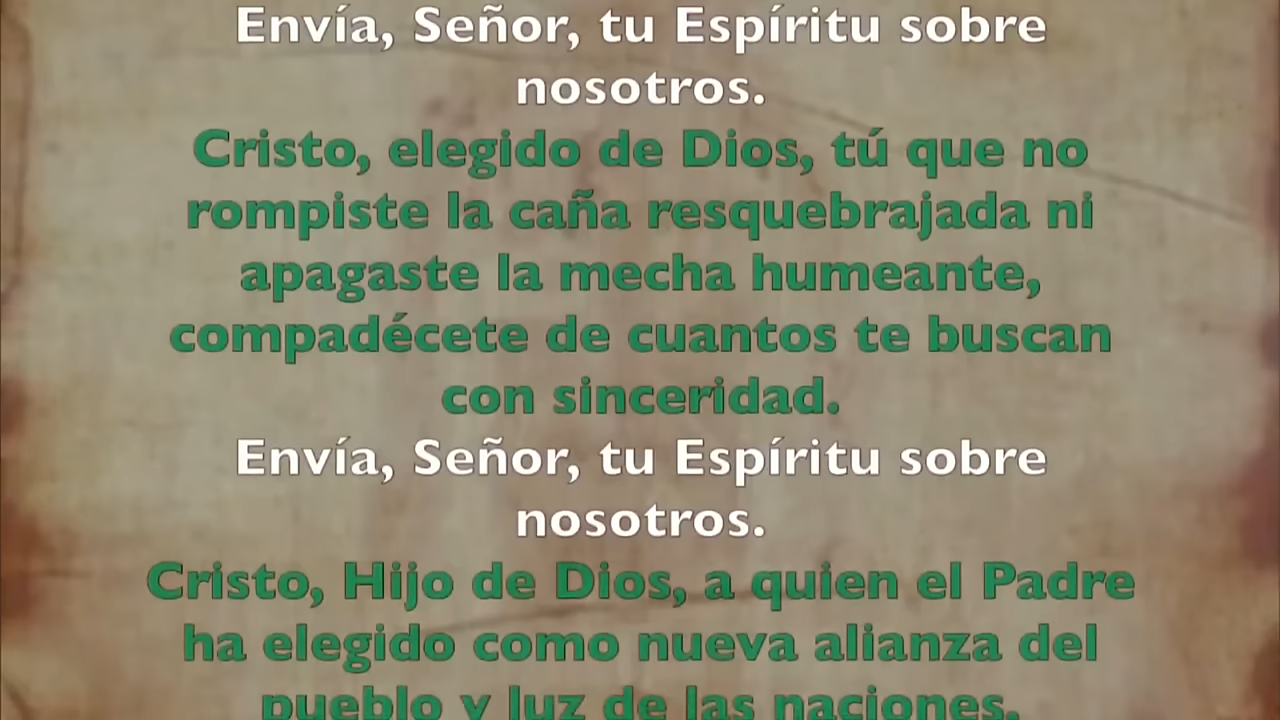 Envía, Señor, tu Espíritu sobre
nosotros.
Cristo, elegido de Dios, tú que no
rompiste la caña resquebrajada ni
apagaste la mecha humeante,
compadécete de cuantos te buscan
con sinceridad.
Envía, Señor, tu Espíritu sobre
nosotros.
Cristo, Hijo de Dios, a quien el Padre
ha elegido como nueva alianza del
pueblo y luz de las naciones,